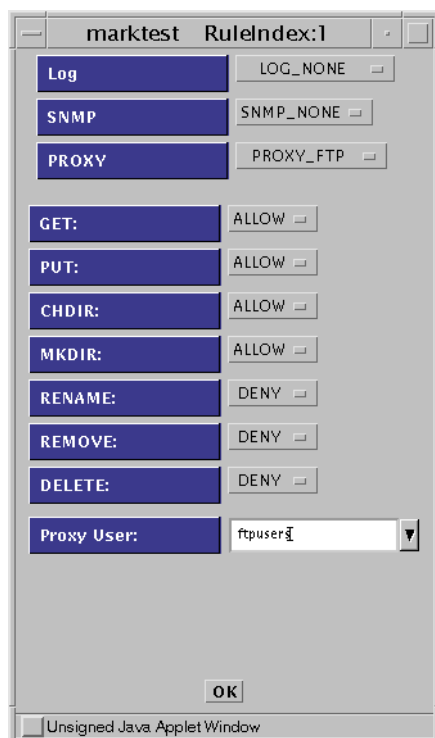 marktest RuleIndex:1
Log LOG_NONE
SNMP SNMP_NONE
PROXY PROXY_FTP
GET: ALLOW
PUT: ALLOW
CHDIR: ALLOW
MKDIR: ALLOW
RENAME: DENY
REMOVE: DENY
DELETE: DENY
Proxy User: ftpusers
OK
Unsigned Java Applet Window